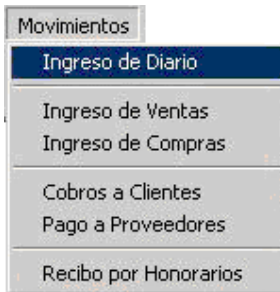 Movimientos
Ingreso de Diario
Ingreso de Ventas
Ingreso de Compras
Cobros a Clientes
Pago a Proveedores
Recibo por Honorarios